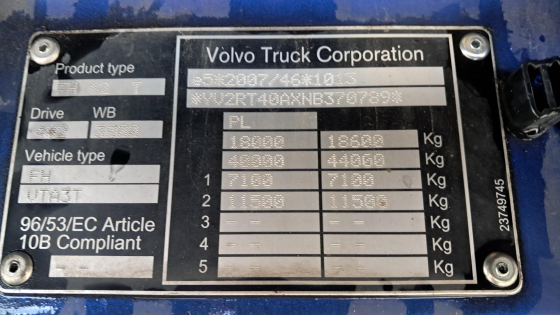 Volvo Truck Corporation
Product type
T
Drive WB
Vehicle type
FH
VTA3T
96/53/EC Article
10B Compliant
- -
e5*2007/46*1013
*YV2RT40AXNB370789*
PL
18000 18600 Kg
40000 44000 Kg
1 7100 7100 Kg
2 11500 11500 Kg
3 - - - - Kg
4 - - - - Kg
5 - - - - Kg
23749745